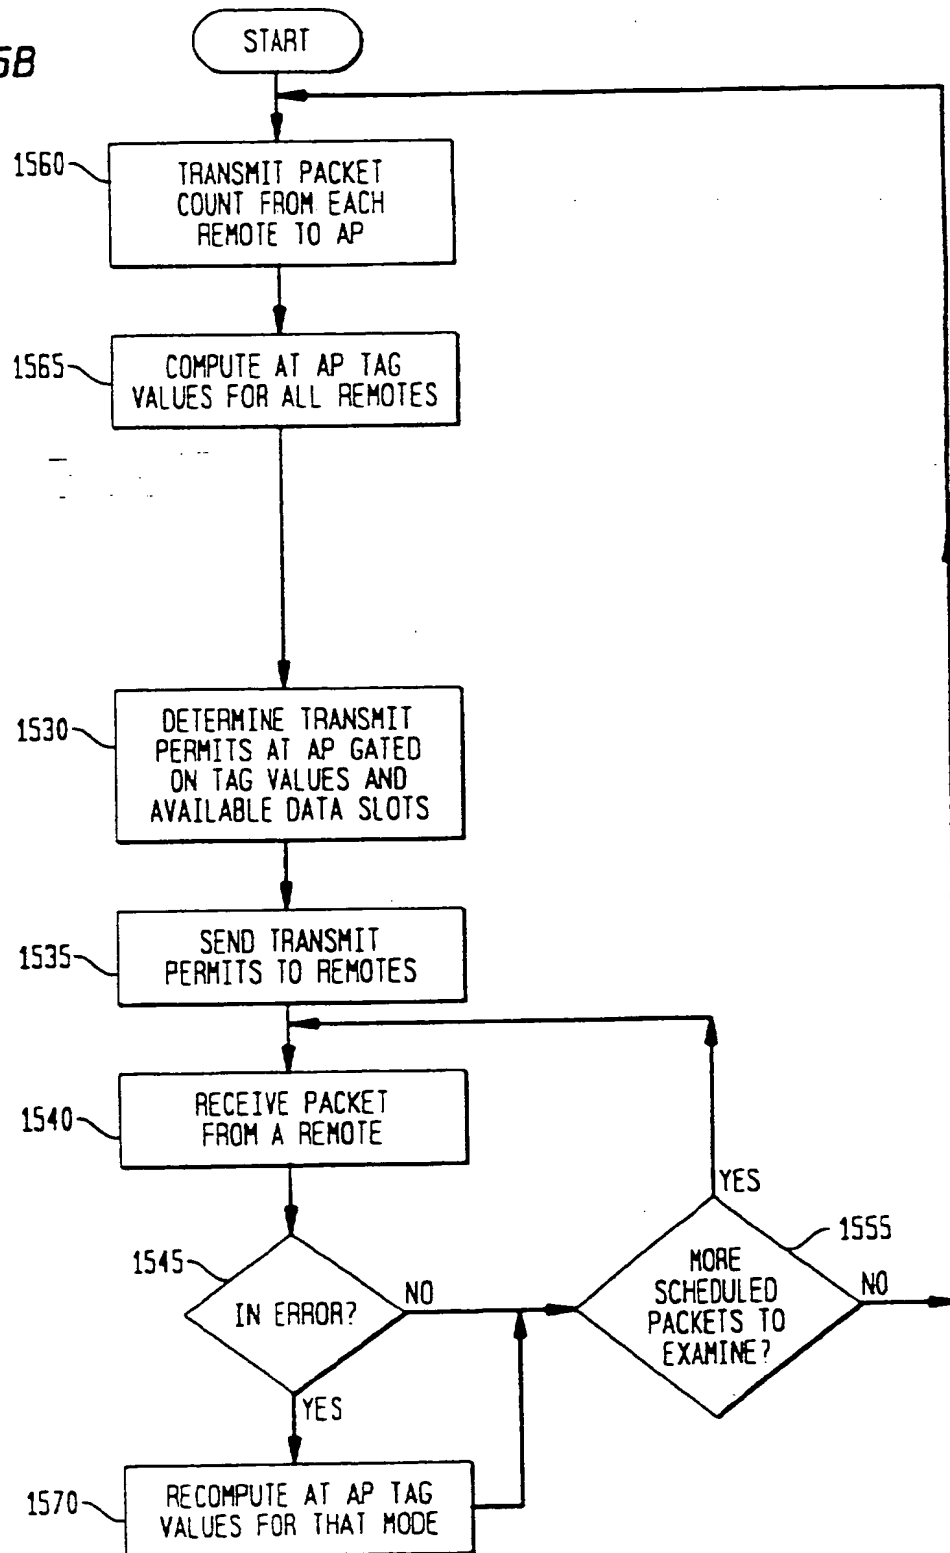 5B
START
1560
TRANSMIT PACKET
COUNT FROM EACH
REMOTE TO AP
1565
COMPUTE AT AP TAG
VALUES FOR ALL REMOTES
1530
DETERMINE TRANSMIT
PERMITS AT AP GATED
ON TAG VALUES AND
AVAILABLE DATA SLOTS
1535
SEND TRANSMIT
PERMITS TO REMOTES
1540
RECEIVE PACKET
FROM A REMOTE
YES
1555
1545
IN ERROR?
NO
MORE
SCHEDULED
PACKETS TO
EXAMINE?
NO
YES
1570
RECOMPUTE AT AP TAG
VALUES FOR THAT MODE